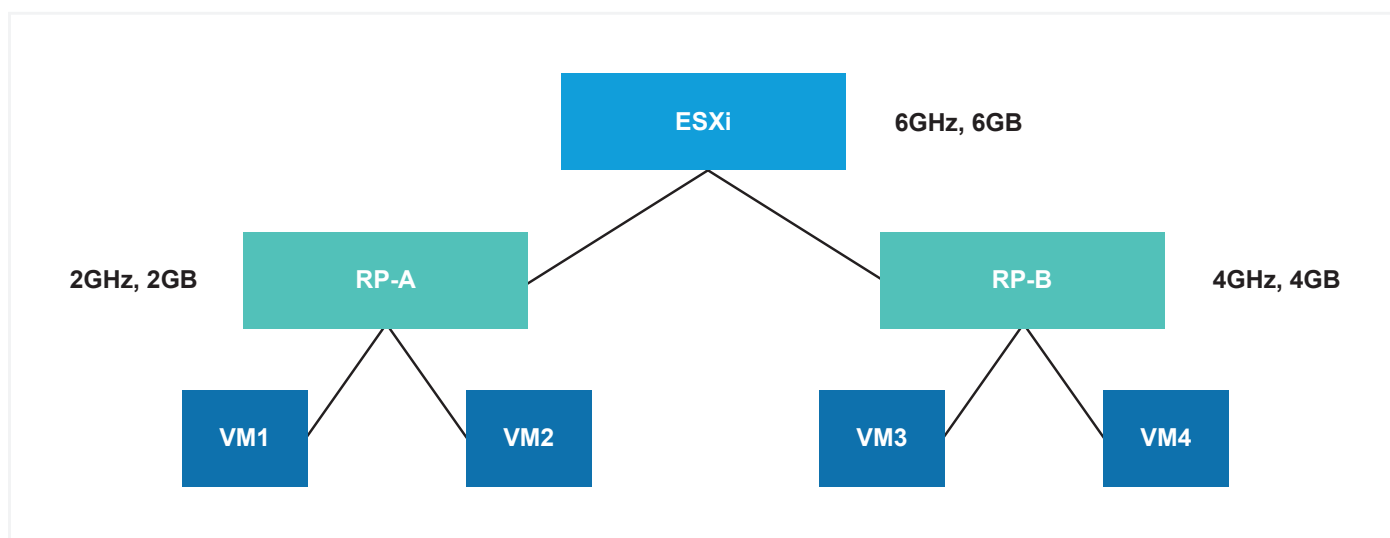 ESXi
6GHz, 6GB
2GHz, 2GB
RP-A
RP-B
4GHz, 4GB
VM1
VM2
VM3
VM4